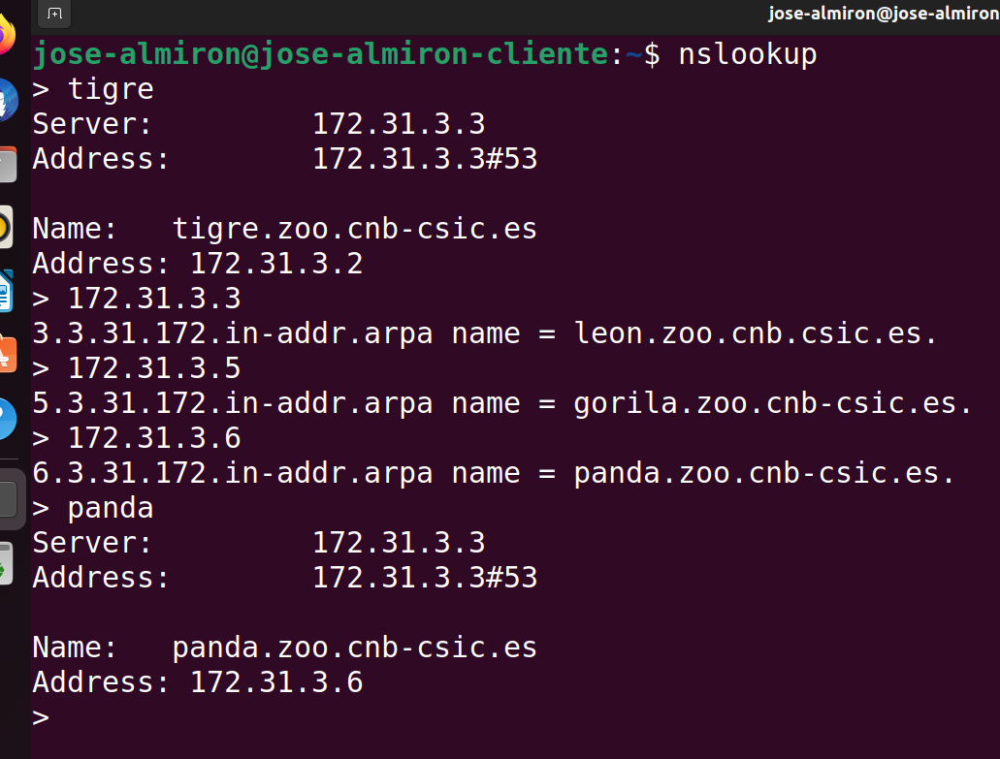 jose-almiron@jose-almiron
jose-almiron@jose-almiron-cliente:~$ nslookup
> tigre
Server:		172.31.3.3
Address:	172.31.3.3#53

Name:	tigre.zoo.cnb-csic.es
Address: 172.31.3.2
> 172.31.3.3
3.3.31.172.in-addr.arpa name = leon.zoo.cnb.csic.es.
> 172.31.3.5
5.3.31.172.in-addr.arpa name = gorila.zoo.cnb-csic.es.
> 172.31.3.6
6.3.31.172.in-addr.arpa name = panda.zoo.cnb-csic.es.
> panda
Server:		172.31.3.3
Address:	172.31.3.3#53

Name:	panda.zoo.cnb-csic.es
Address: 172.31.3.6
>